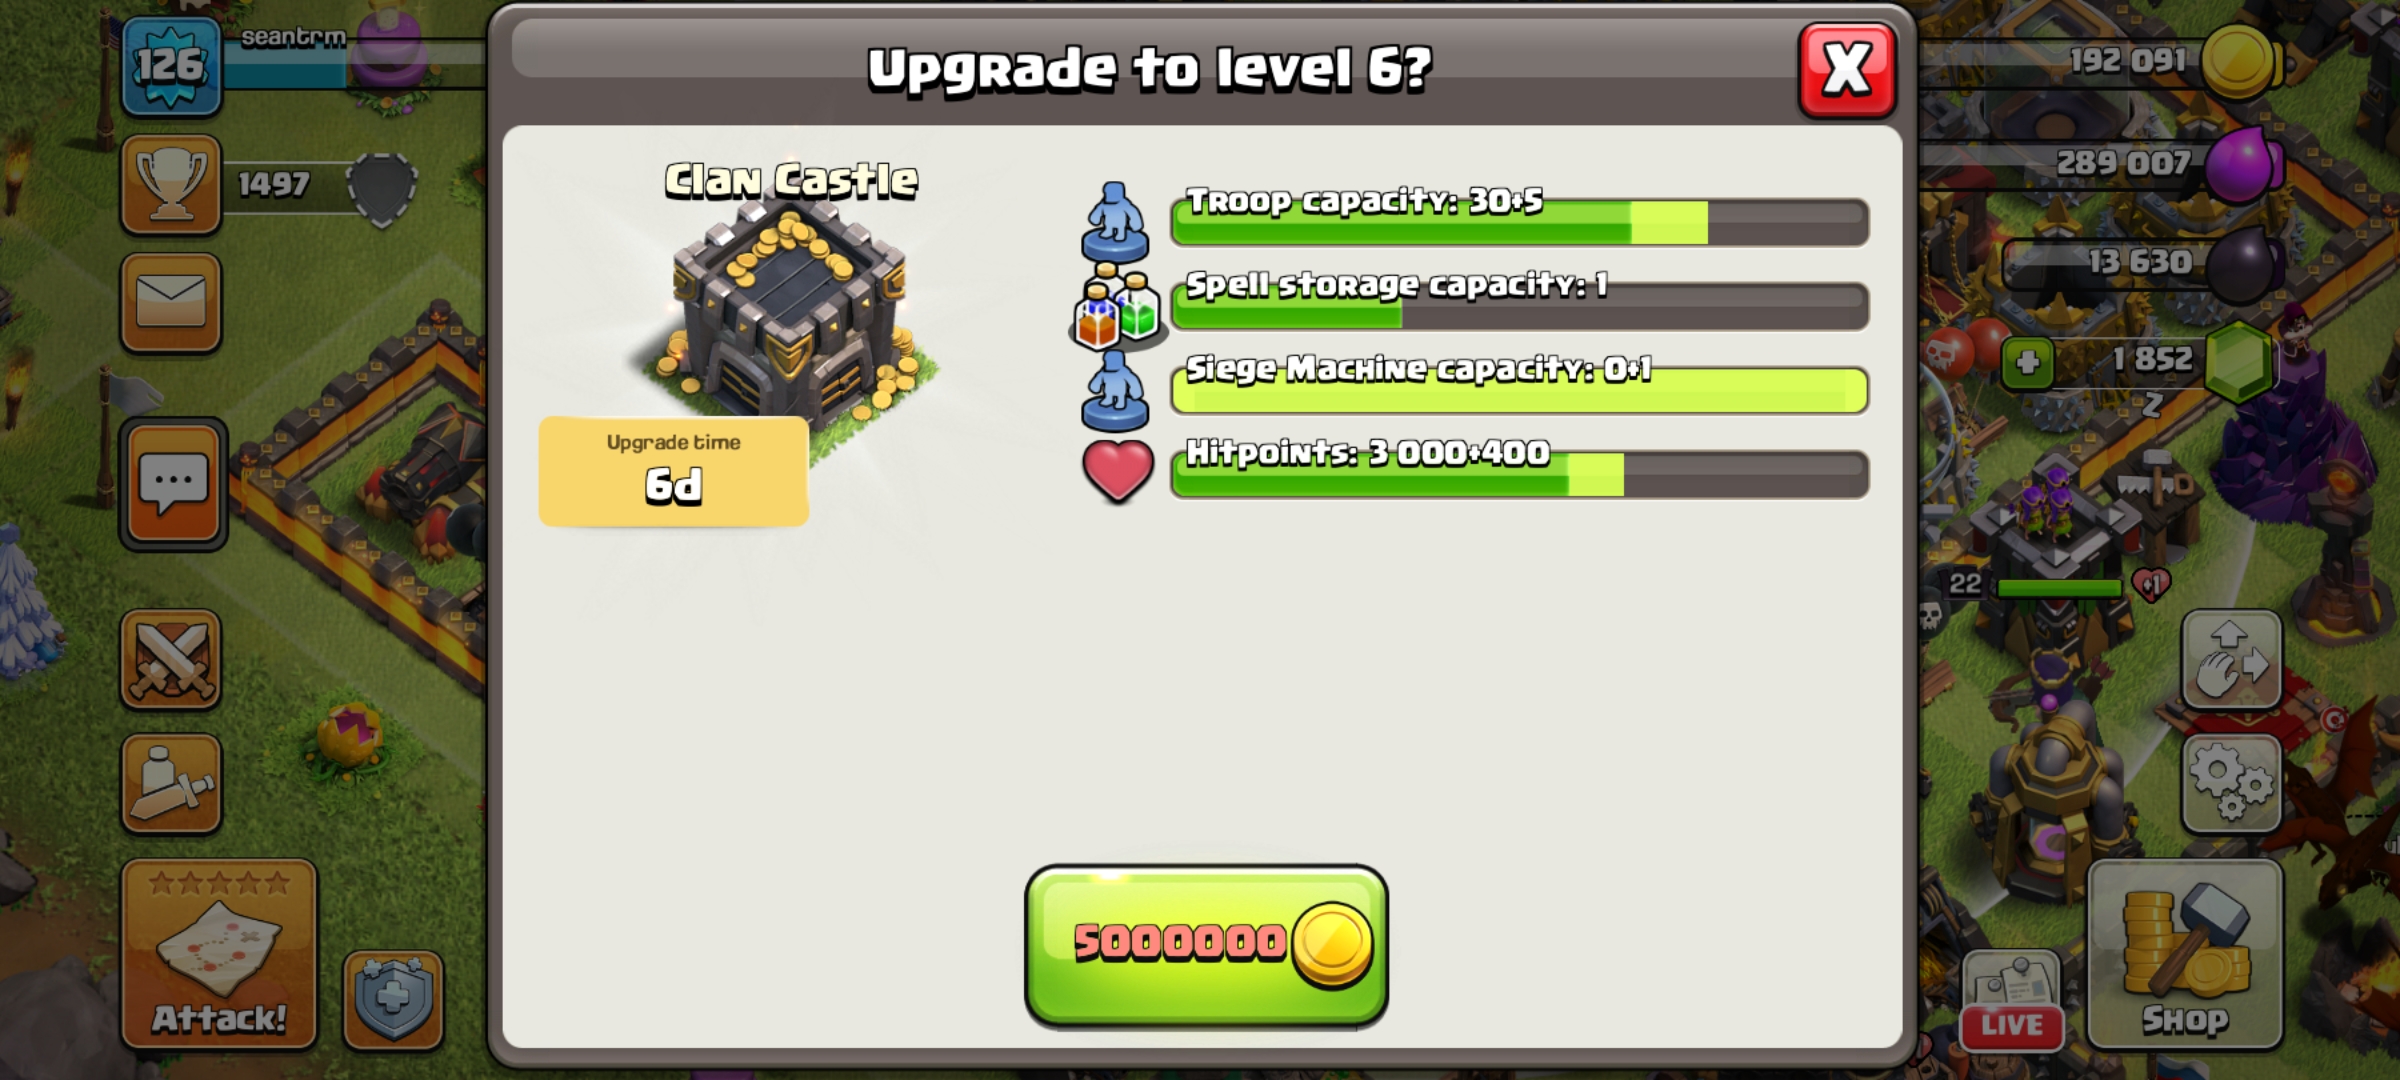 126
seantrm
1497
Upgrade to level 6?
X
Clan Castle
Upgrade time
6d
Troop capacity: 30+5
Spell storage capacity: 1
Siege Machine capacity: 0+1
Hitpoints: 3 000+400
5000000
192 091
289 007
13 630
1 852
Z
22
+1
Attack!
LIVE
Shop